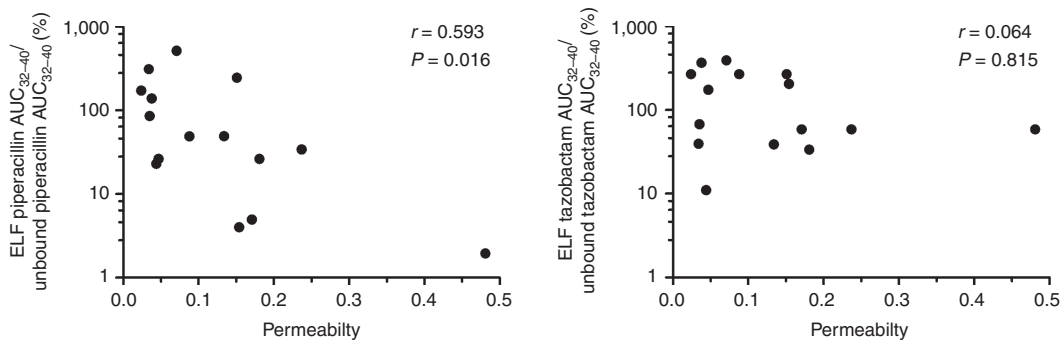 ELF piperacillin AUC32–40/
unbound piperacillin AUC32–40 (%)
1,000
100
10
1
r = 0.593
P = 0.016
0.0 0.1 0.2 0.3 0.4 0.5
Permeabilty
ELF tazobactam AUC32–40/
unbound tazobactam AUC32–40 (%)
1,000
100
10
1
r = 0.064
P = 0.815
0.0 0.1 0.2 0.3 0.4 0.5
Permeabilty